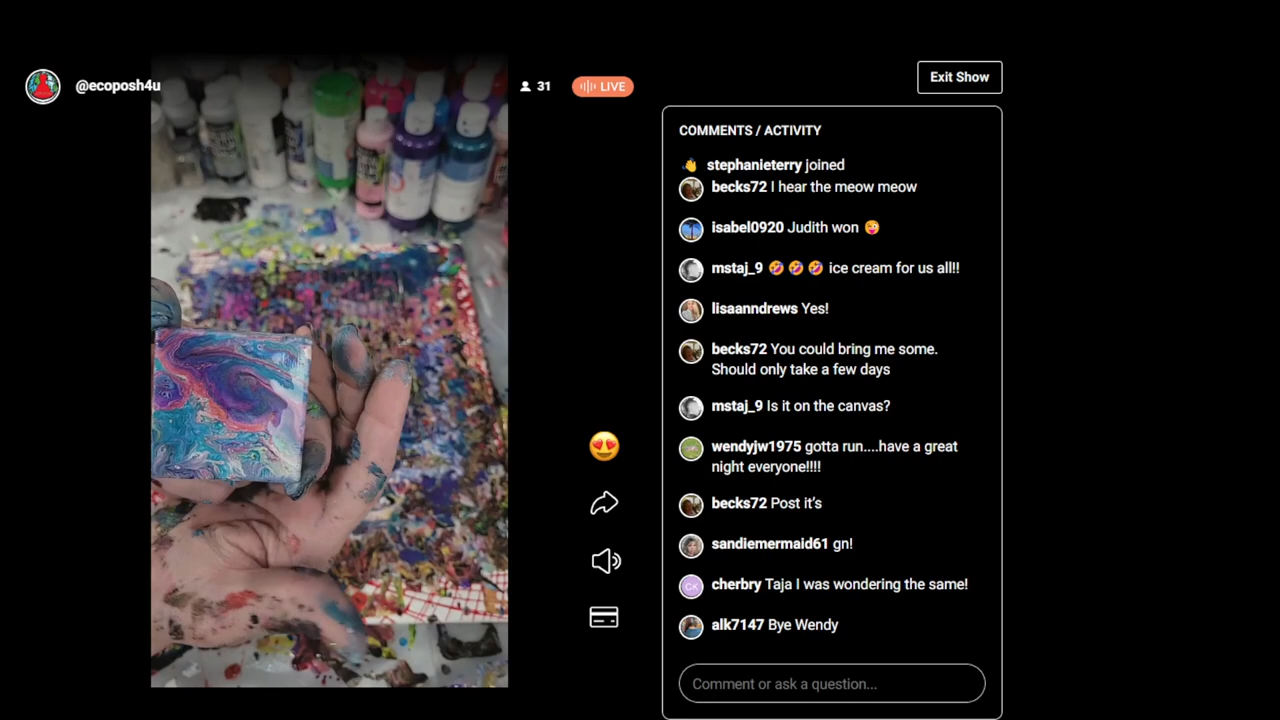 @ecoposh4u
31
LIVE
Exit Show
COMMENTS / ACTIVITY
stephanieterry joined
becks72 I hear the meow meow
isabel0920 Judith won 😜
mstaj_9 🤣 🤣 🤣 ice cream for us all!!
lisaanndrews Yes!
becks72 You could bring me some.
Should only take a few days
mstaj_9 Is it on the canvas?
wendyjw1975 gotta run....have a great
night everyone!!!!
becks72 Post it's
sandiemermaid61 gn!
CK
cherbry Taja I was wondering the same!
alk7147 Bye Wendy
Comment or ask a question...